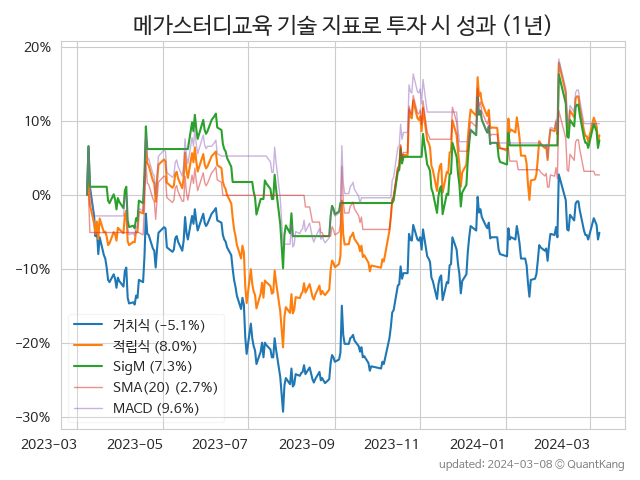 메가스터디교육 기술 지표로 투자 시 성과 (1년)
20%
10%
0%
−10%
−20%
−30%
거치식 (−5.1%)
적립식 (8.0%)
SigM (7.3%)
SMA(20) (2.7%)
MACD (9.6%)
2023−03
2023−05
2023−07
2023−09
2023−11
2024−01
2024−03
updated: 2024−03−08 ⓒ QuantKang